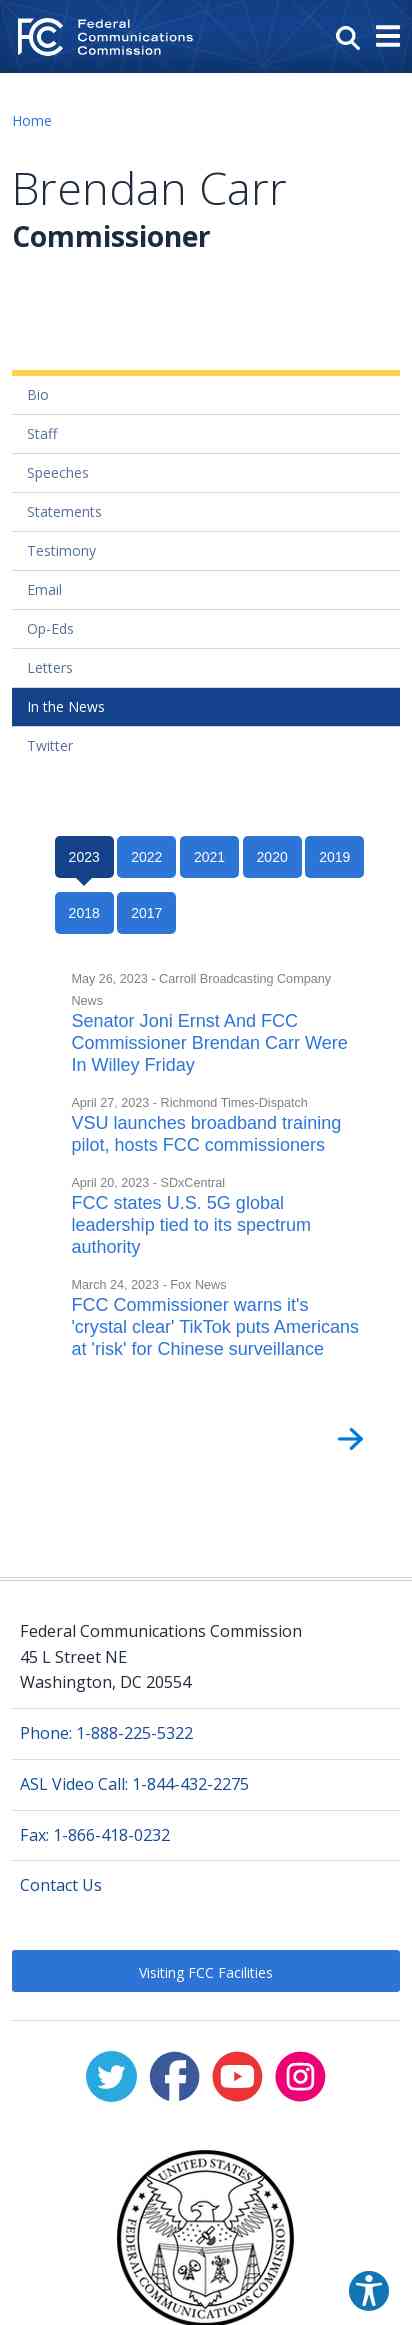 Federal
Communications
Commission
Home
Brendan Carr
Commissioner
Bio
Staff
Speeches
Statements
Testimony
Email
Op-Eds
Letters
In the News
Twitter
2023 2022 2021 2020 2019
2018 2017
May 26, 2023 - Carroll Broadcasting Company
News
Senator Joni Ernst And FCC
Commissioner Brendan Carr Were
In Willey Friday
April 27, 2023 - Richmond Times-Dispatch
VSU launches broadband training
pilot, hosts FCC commissioners
April 20, 2023 - SDxCentral
FCC states U.S. 5G global
leadership tied to its spectrum
authority
March 24, 2023 - Fox News
FCC Commissioner warns it's
'crystal clear' TikTok puts Americans
at 'risk' for Chinese surveillance
Federal Communications Commission
45 L Street NE
Washington, DC 20554
Phone: 1-888-225-5322
ASL Video Call: 1-844-432-2275
Fax: 1-866-418-0232
Contact Us
Visiting FCC Facilities
UNITED STATES
FEDERAL COMMUNICATIONS COMMISSION